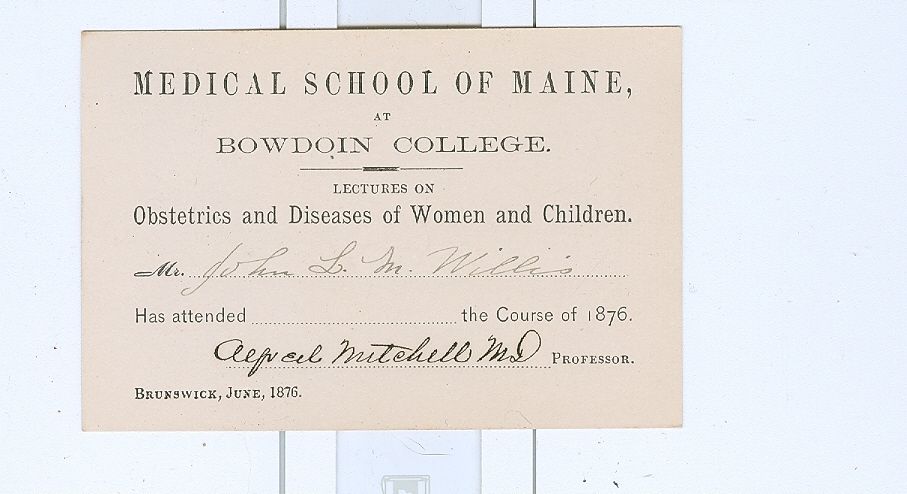 MEDICAL SCHOOL OF MAINE,
AT
BOWDOIN COLLEGE.
LECTURES ON
Obstetrics and Diseases of Women and Children.
Mr. John L. M. Willis
Has attended ........ the Course of 1876.
Alfred Mitchell MD PROFESSOR.
BRUNSWICK, JUNE, 1876.